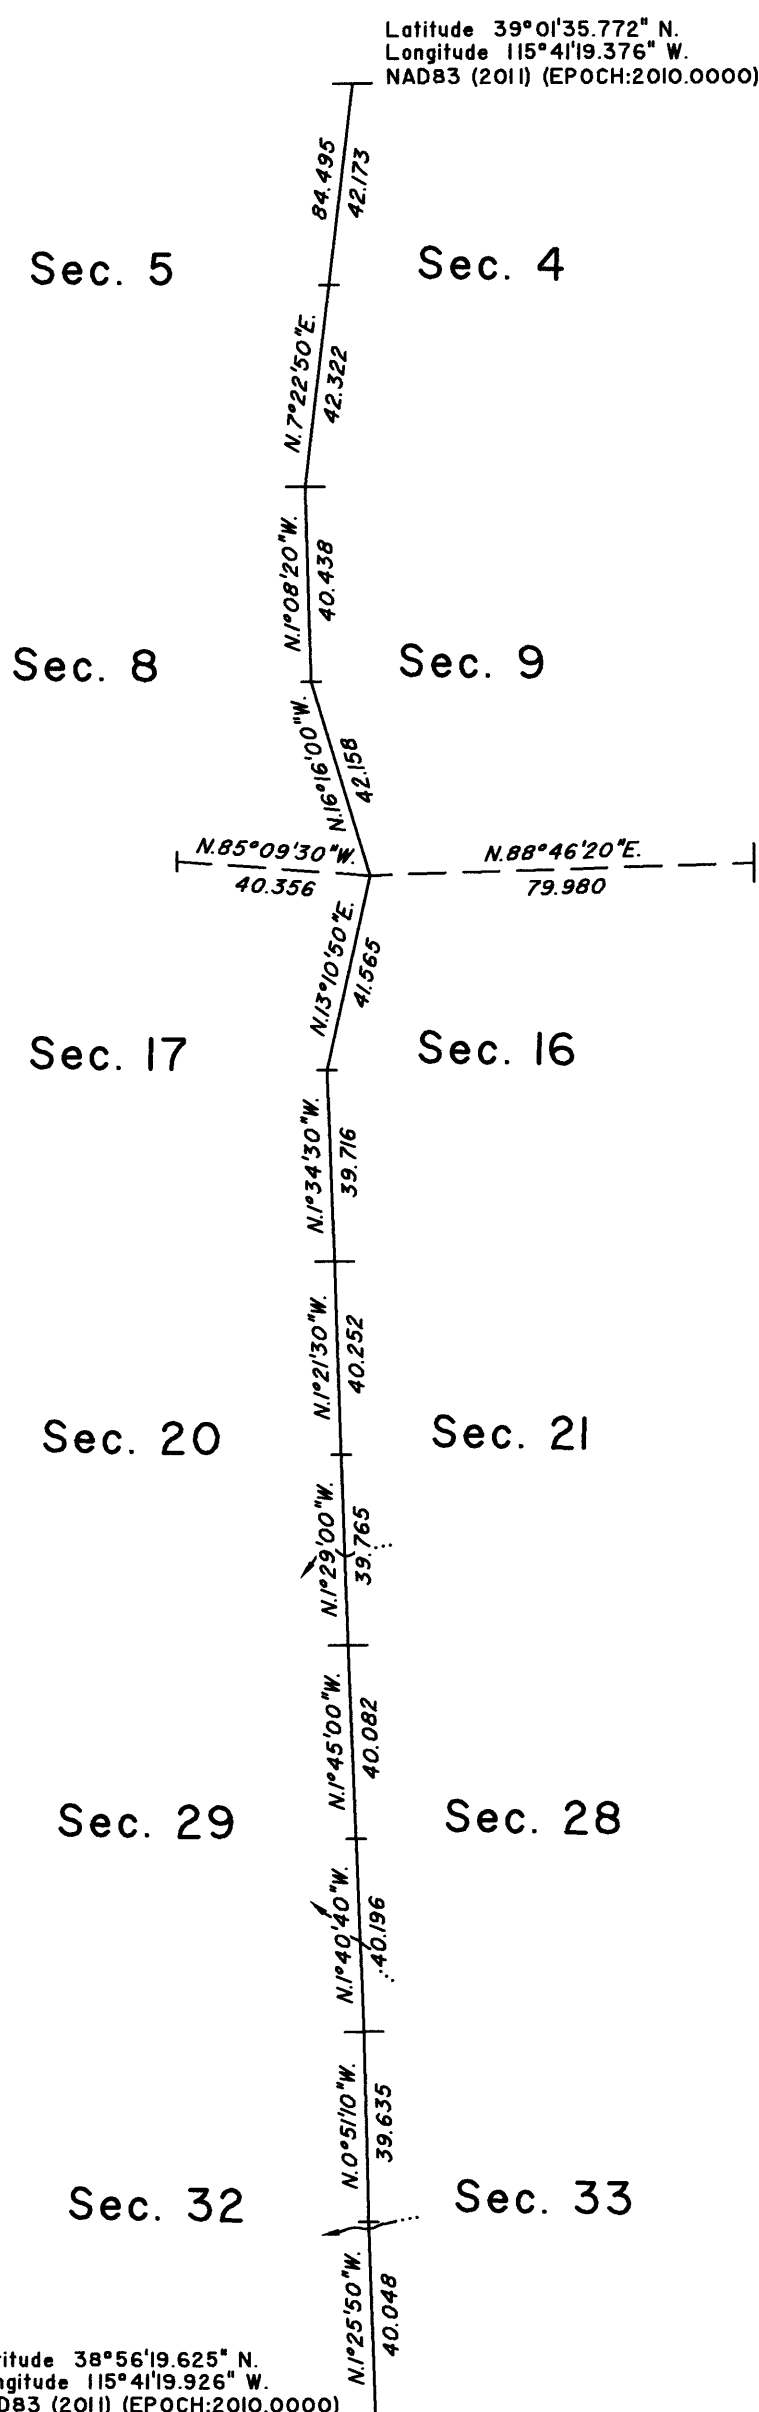 Latitude 39°01'35.772" N.
Longitude 115°41'19.376" W.
NAD83 (2011) (EPOCH:2010.0000)
84.495
42.173
Sec. 5
Sec. 4
N.7°22'50"E.
42.322
N.1°08'20"W.
40.438
Sec. 8
Sec. 9
N.16°16'00"W.
42.158
N.85°09'30"W.
N.88°46'20"E.
40.356
79.980
N.13°10'50"E.
41.565
Sec. 17
Sec. 16
N.1°34'30"W.
39.716
N.1°21'30"W.
40.252
Sec. 20
Sec. 21
N.1°29'00"W.
39.765
N.1°45'00"W.
40.082
Sec. 29
Sec. 28
N.1°40'40"W.
40.196
N.0°51'10"W.
39.635
Sec. 32
Sec. 33
N.1°25'50"W.
40.048
titude 38°56'19.625" N.
ngitude 115°41'19.926" W.
D83 (2011) (EPOCH:2010.0000)